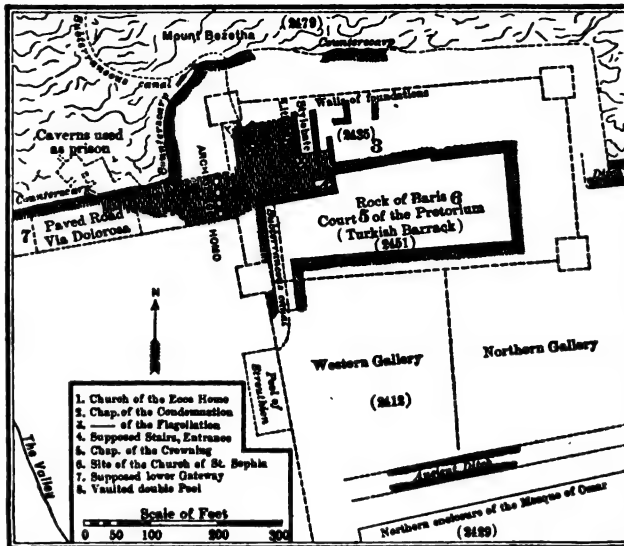 (2479)
Mount Bezetha
Subterraneous canal
Counterscarp
Counterscarp
Walls of foundations
Stylobate
(2435)
8
Caverns used
as prison
Counterscarp
ARCH
HOMO
7
Paved Road
Via Dolorosa
Rock of Baris 6
Court 5 of the Pretorium
(Turkish Barrack)
(2451)
Subterraneous canal
N
Pool of
Strouthion
Western Gallery
Northern Gallery
(2412)
Ancient Ditch
Northern enclosure of the Mosque of Omar
(2429)
The Valley
1. Church of the Ecce Homo
2. Chap. of the Condemnation
3. —— of the Flagellation
4. Supposed Stairs, Entrance
5. Chap. of the Crowning
6. Site of the Church of St. Sophia
7. Supposed lower Gateway
8. Vaulted double Pool
Scale of Feet
0 50 100 200 300